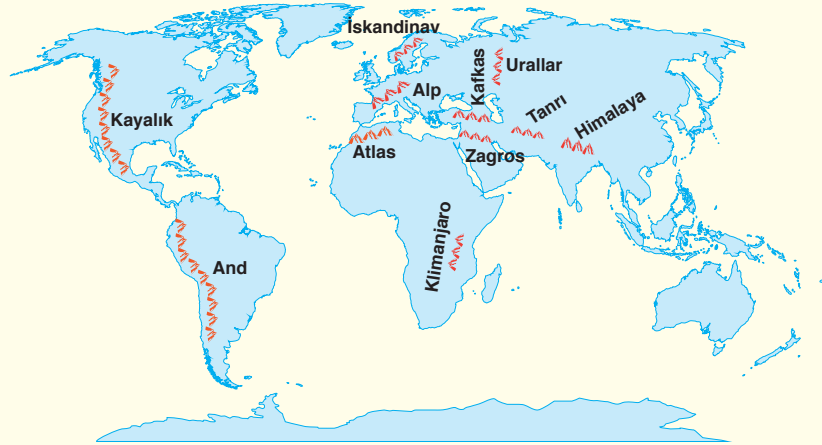 İskandinav
Kafkas
Urallar
Alp
Tanrı
Himalaya
Kayalık
Atlas
Zagros
Klimanjaro
And